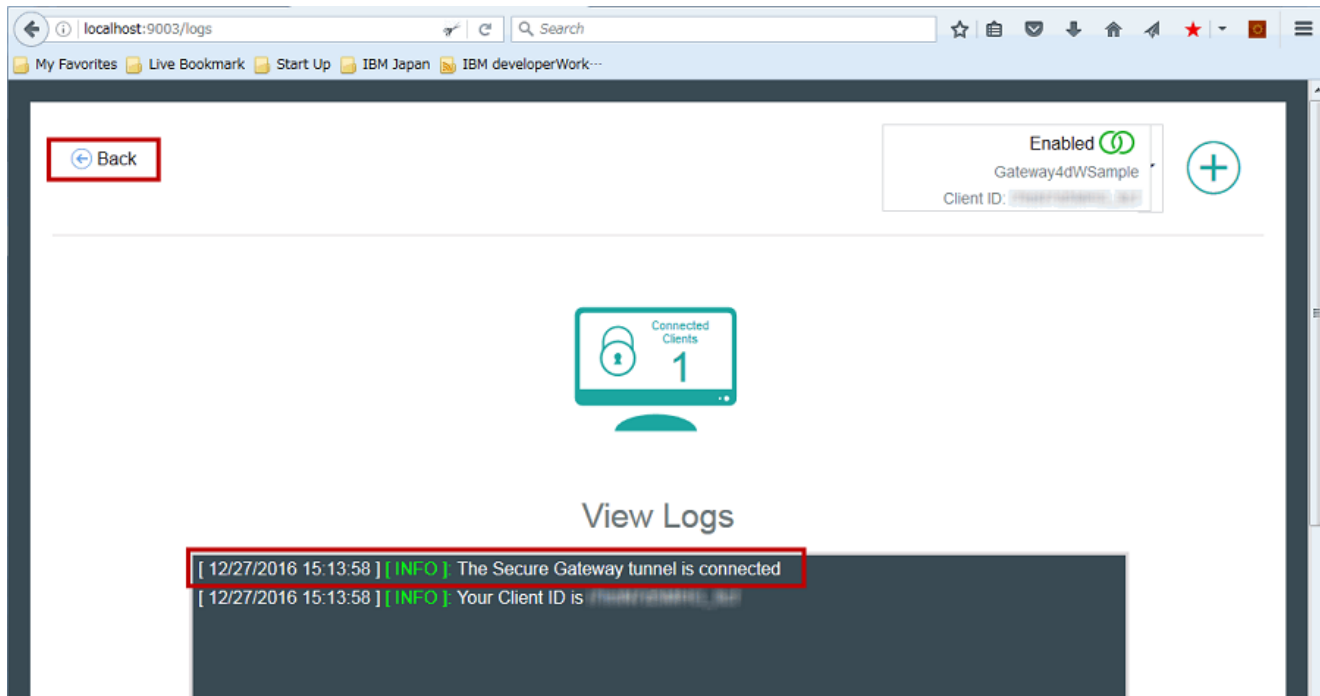 localhost:9003/logs
Search
My Favorites Live Bookmark Start Up IBM Japan IBM developerWork…
Back
Enabled
Gateway4dWSample
Client ID:
Connected
Clients
1
View Logs
[ 12/27/2016 15:13:58 ] [ INFO ]: The Secure Gateway tunnel is connected
[ 12/27/2016 15:13:58 ] [ INFO ]: Your Client ID is